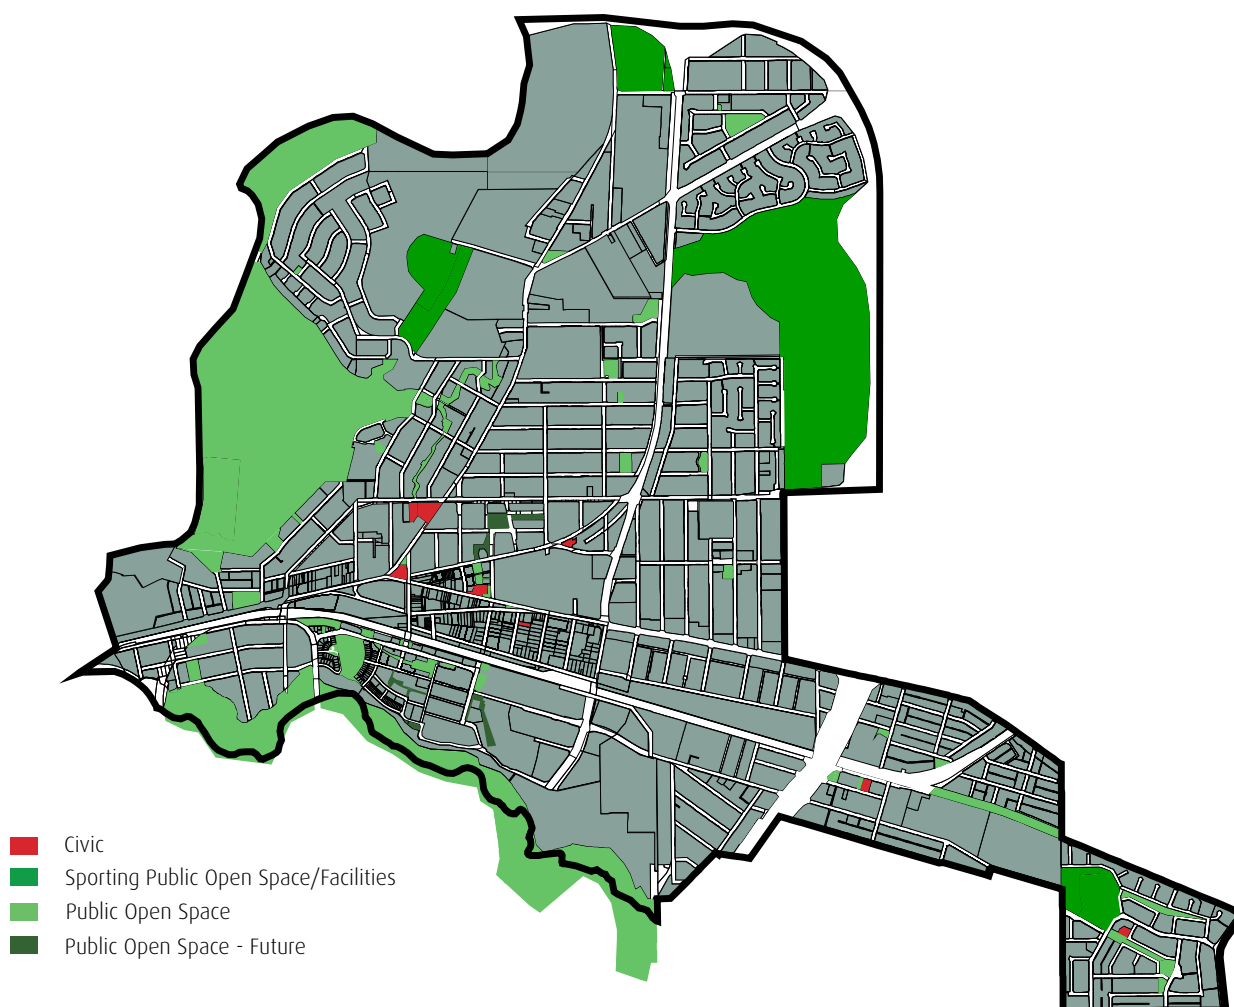 Civic
Sporting Public Open Space/Facilities
Public Open Space
Public Open Space - Future